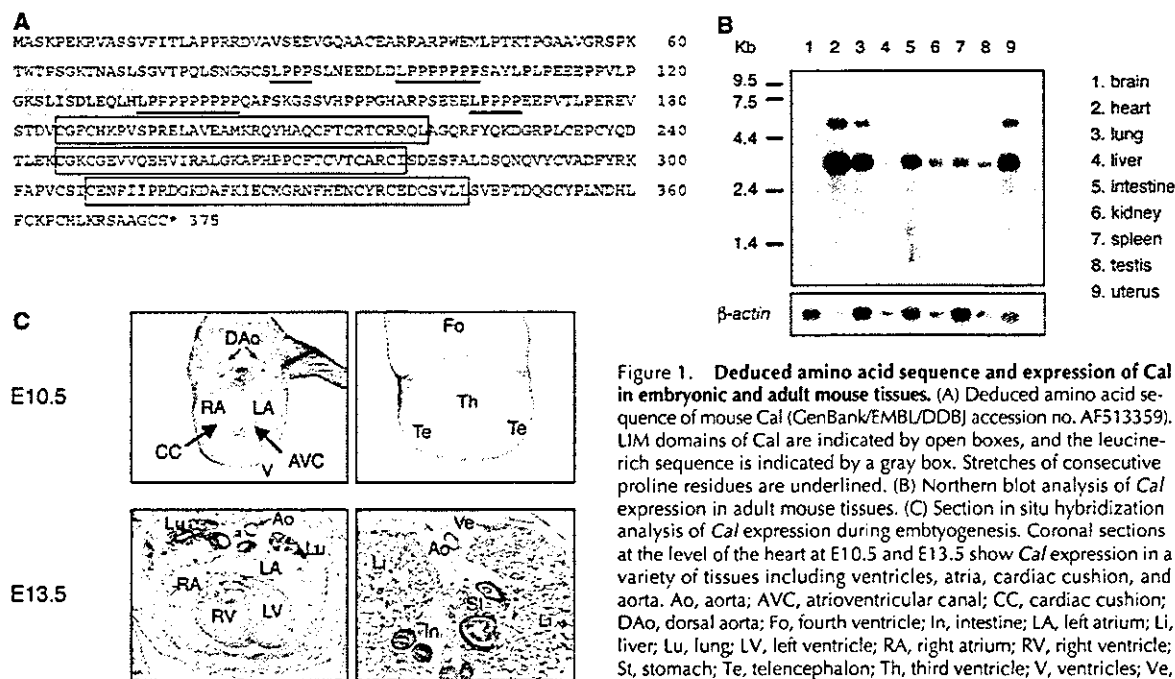 A
MASKPEKRVASSVFITLAPPRRDVAVSEEVGQAACEARRARPWEMLPTKTPGAAVGRSPK 60
TWTPSGKTNASLSGVTPQLSNGGCSLPPPSLNEEDLDLPPPPPPPSAYLPLPEEEPPVLP 120
GKSLISDLEQLHLPPPPPPPPPQAPSKGSSVHPPPGHARPSEEELPPPPEEPVTLPEREV 180
STDVCGFCHKPVSPRELAVEAMKRQYHAQCFTCRTCRRQLAGQRFYQKDGRPLCEPCYQD 240
TLEKCGKCGEVVQEHVIRALGKAFHPPCFTCVTCARCISDESFALDSQNQVYCVADFYRK 300
FAPVCSICENPIIPRDGKDAFKIECMGRNFHENCYRCEDCSVLLSVEPTDQGCYPLNDHL 360
FCKPCHLKRSAAGCC* 375
B
Kb 1 2 3 4 5 6 7 8 9
9.5
7.5
4.4
2.4
1.4
β-actin
1. brain
2. heart
3. lung
4. liver
5. intestine
6. kidney
7. spleen
8. testis
9. uterus
C
E10.5
DAo
RA LA
CC AVC
V
Fo
Th
Te Te
E13.5
Lu Ao Lu
RA LA
RV LV
Ve
Ao
Li
St
Li
In
A
Figure 1. Deduced amino acid sequence and expression of Cal
in embryonic and adult mouse tissues. (A) Deduced amino acid se-
quence of mouse Cal (GenBank/EMBL/DDBJ accession no. AF513359).
LIM domains of Cal are indicated by open boxes, and the leucine-
rich sequence is indicated by a gray box. Stretches of consecutive
proline residues are underlined. (B) Northern blot analysis of Cal
expression in adult mouse tissues. (C) Section in situ hybridization
analysis of Cal expression during embtyogenesis. Coronal sections
at the level of the heart at E10.5 and E13.5 show Cal expression in a
variety of tissues including ventricles, atria, cardiac cushion, and
aorta. Ao, aorta; AVC, atrioventricular canal; CC, cardiac cushion;
DAo, dorsal aorta; Fo, fourth ventricle; In, intestine; LA, left atrium; Li,
liver; Lu, lung; LV, left ventricle; RA, right atrium; RV, right ventricle;
St, stomach; Te, telencephalon; Th, third ventricle; V, ventricles; Ve,